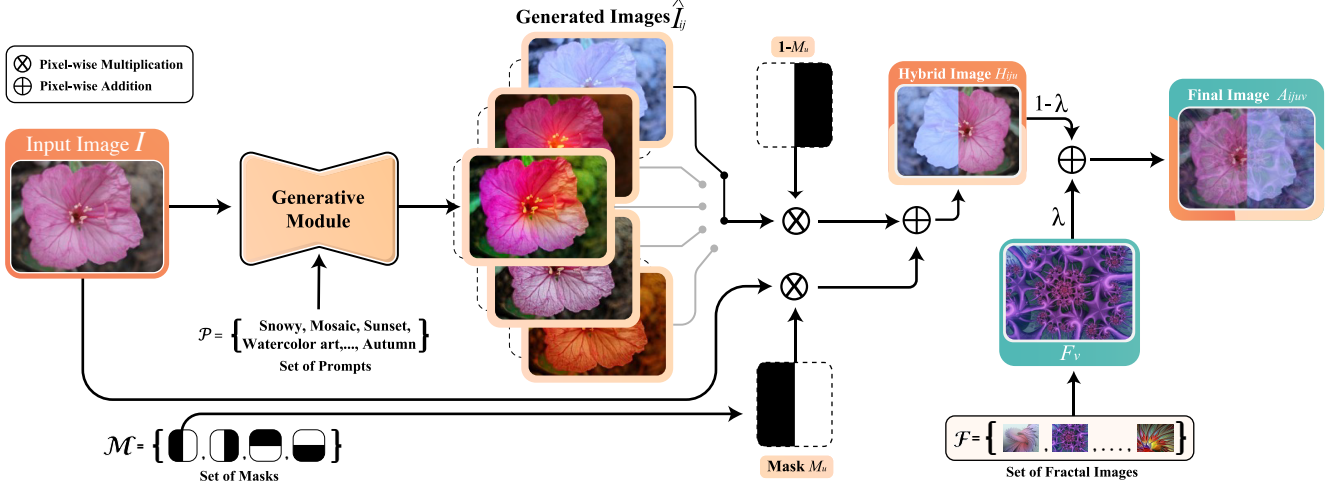 Generated Images Î_ij
⊗ Pixel-wise Multiplication
⊕ Pixel-wise Addition
Input Image I
Generative
Module
𝒫 = { Snowy, Mosaic, Sunset,
Watercolor art,..., Autumn }
Set of Prompts
ℳ = { , , , }
Set of Masks
1-M_u
Mask M_u
Hybrid Image H_iju
1-λ
λ
Final Image A_ijuv
F_v
ℱ = { , , . . . . , }
Set of Fractal Images